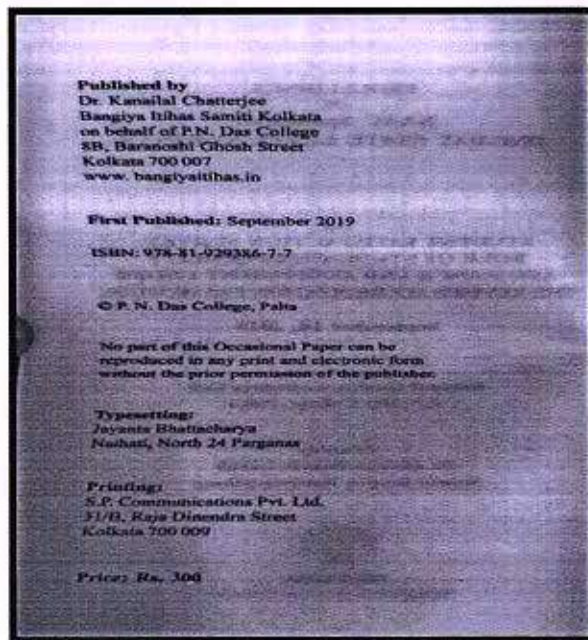 Published by
Dr. Kanailal Chatterjee
Bangiya Itihas Samiti Kolkata
on behalf of P.N. Das College
8B, Baranoshi Ghosh Street
Kolkata 700 007
www. bangiyaitihas.in
First Published: September 2019
ISBN: 978-81-929386-7-7
© P. N. Das College, Palta
No part of this Occasional Paper can be
reproduced in any print and electronic form
without the prior permission of the publisher.
Typesetting:
Jayanta Bhattacharya
Naihati, North 24 Parganas
Printing:
S.P. Communications Pvt. Ltd.
31/B, Raja Dinendra Street
Kolkata 700 009
Price: Rs. 300